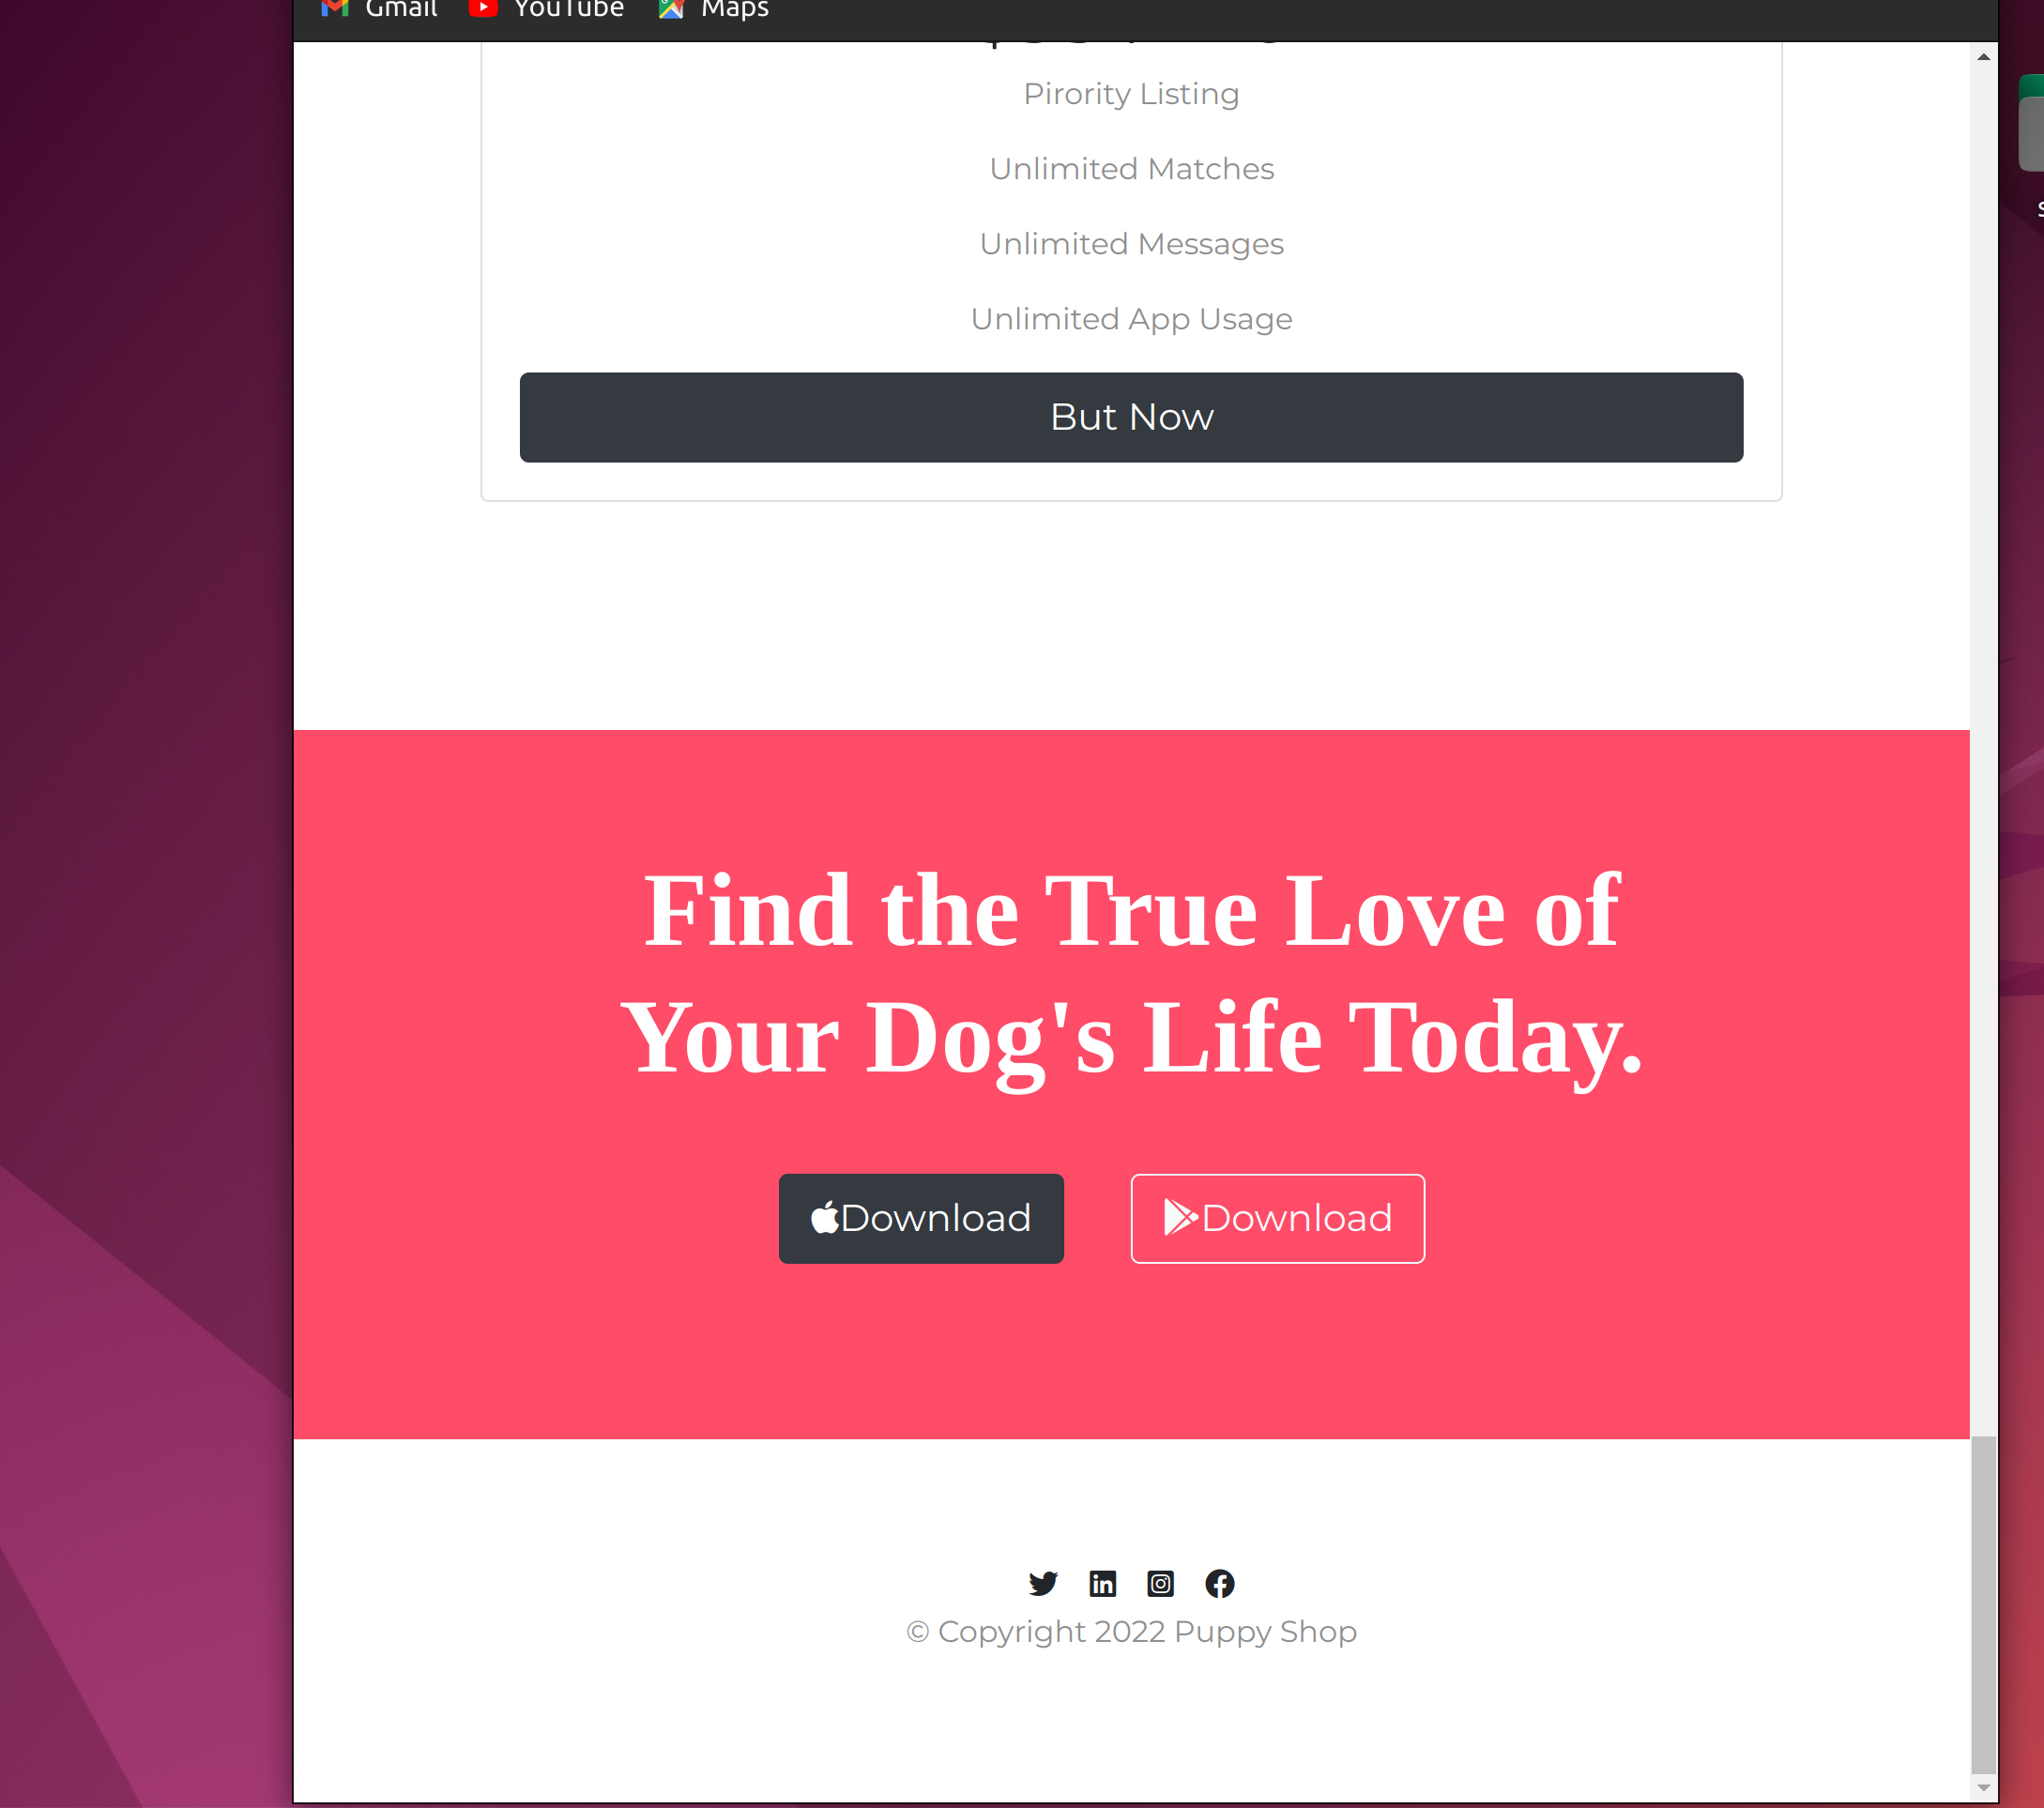 Gmail YouTube Maps
Pirority Listing
Unlimited Matches
Unlimited Messages
Unlimited App Usage
But Now
Find the True Love of
Your Dog's Life Today.
Download Download
© Copyright 2022 Puppy Shop